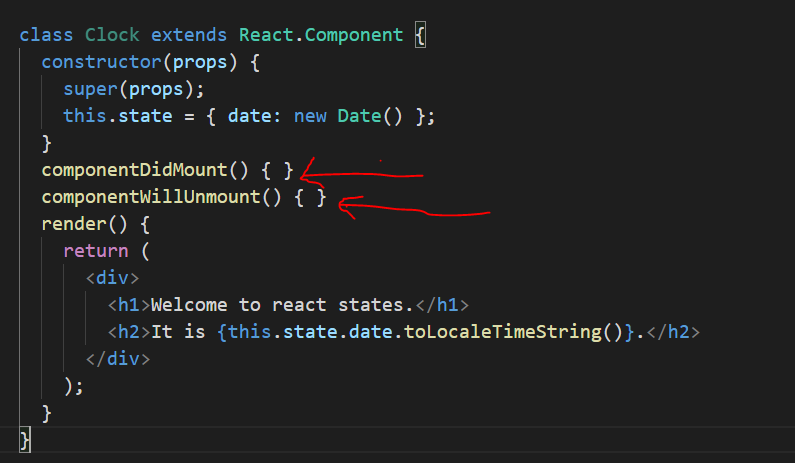 class Clock extends React.Component {
constructor(props) {
super(props);
this.state = { date: new Date() };
}
componentDidMount() { }
componentWillUnmount() { }
render() {
return (
<div>
<h1>Welcome to react states.</h1>
<h2>It is {this.state.date.toLocaleTimeString()}.</h2>
</div>
);
}
}